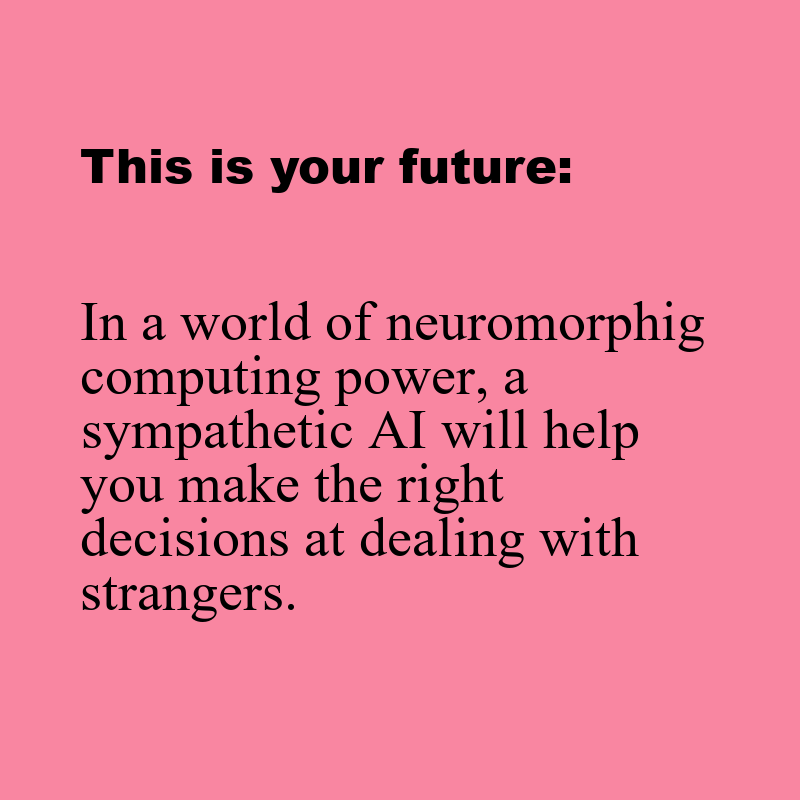 This is your future:
In a world of neuromorphig
computing power, a
sympathetic AI will help
you make the right
decisions at dealing with
strangers.